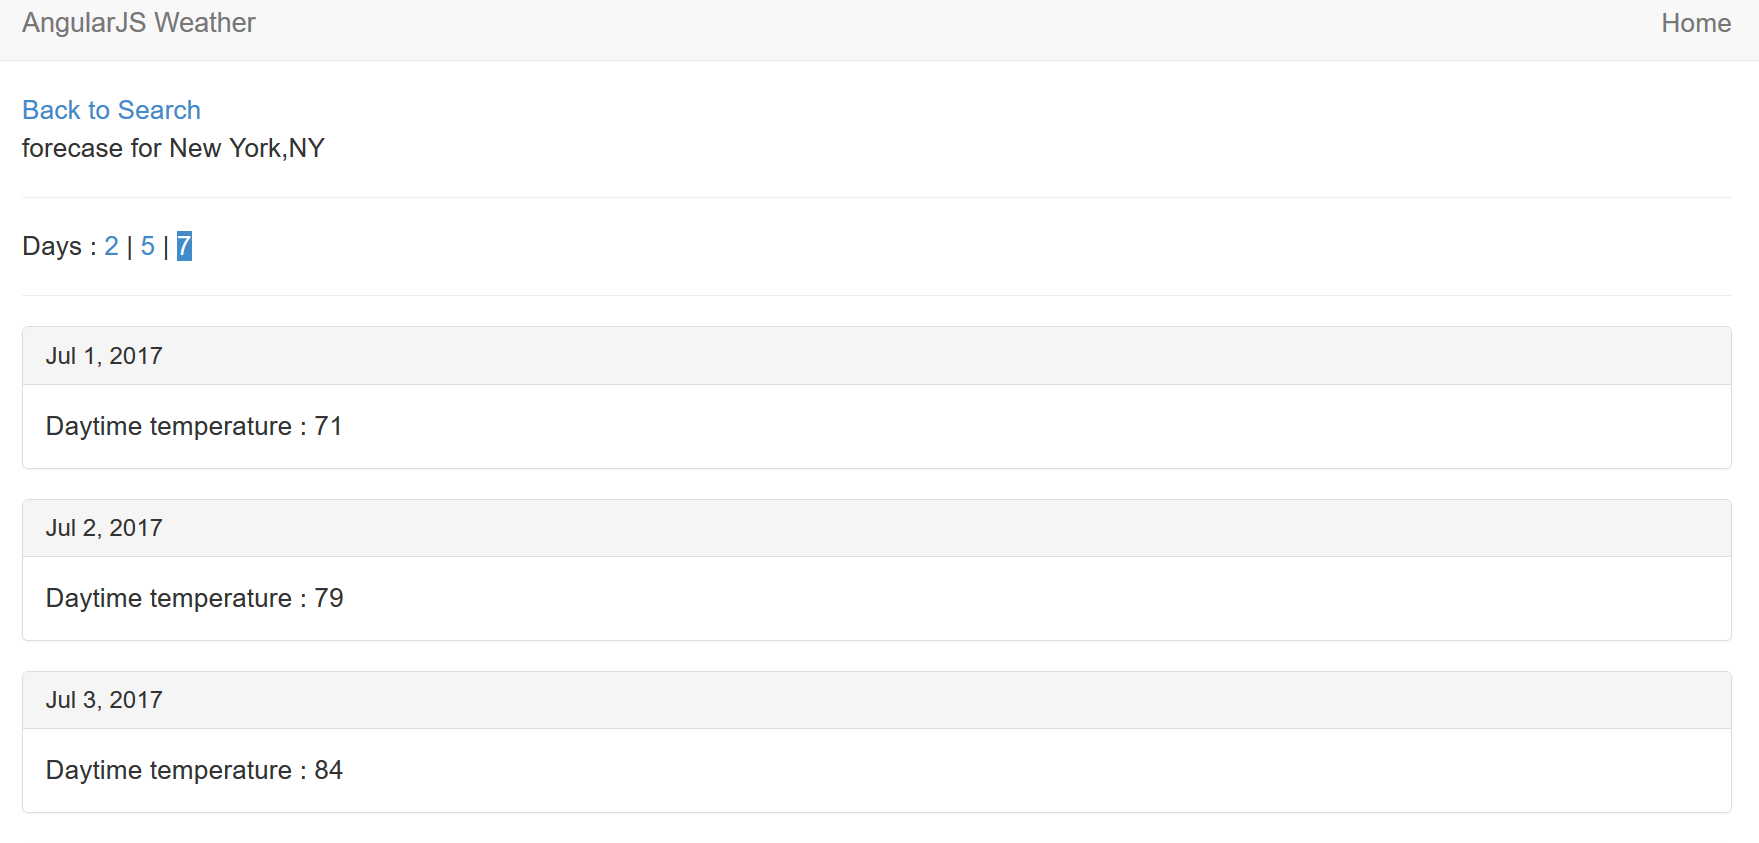 AngularJS Weather Home
Back to Search
forecase for New York,NY
Days : 2 | 5 | 7
Jul 1, 2017
Daytime temperature : 71
Jul 2, 2017
Daytime temperature : 79
Jul 3, 2017
Daytime temperature : 84